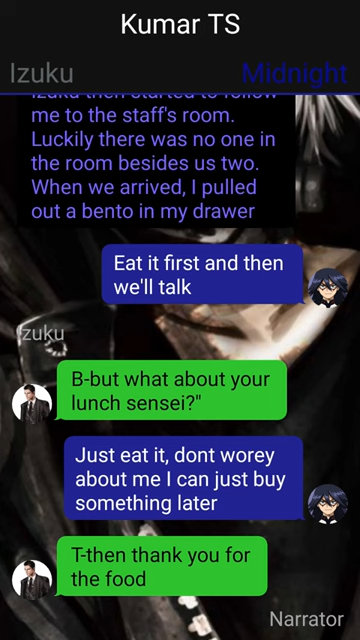 Kumar TS
Izuku Midnight
Izuku then started to follow
me to the staff's room.
Luckily there was no one in
the room besides us two.
When we arrived, I pulled
out a bento in my drawer
Eat it first and then
we'll talk
Izuku
B-but what about your
lunch sensei?"
Just eat it, dont worey
about me I can just buy
something later
T-then thank you for
the food
Narrator